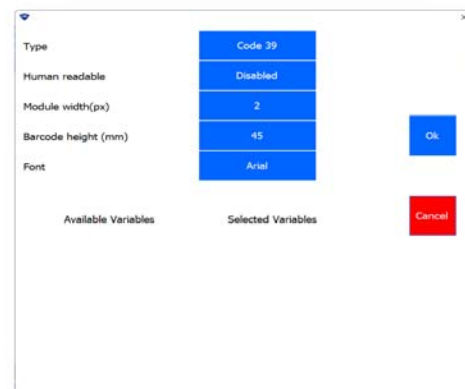 Type Code 39
Human readable Disabled
Module width(px) 2
Barcode height (mm) 45 Ok
Font Arial
Available Variables Selected Variables Cancel